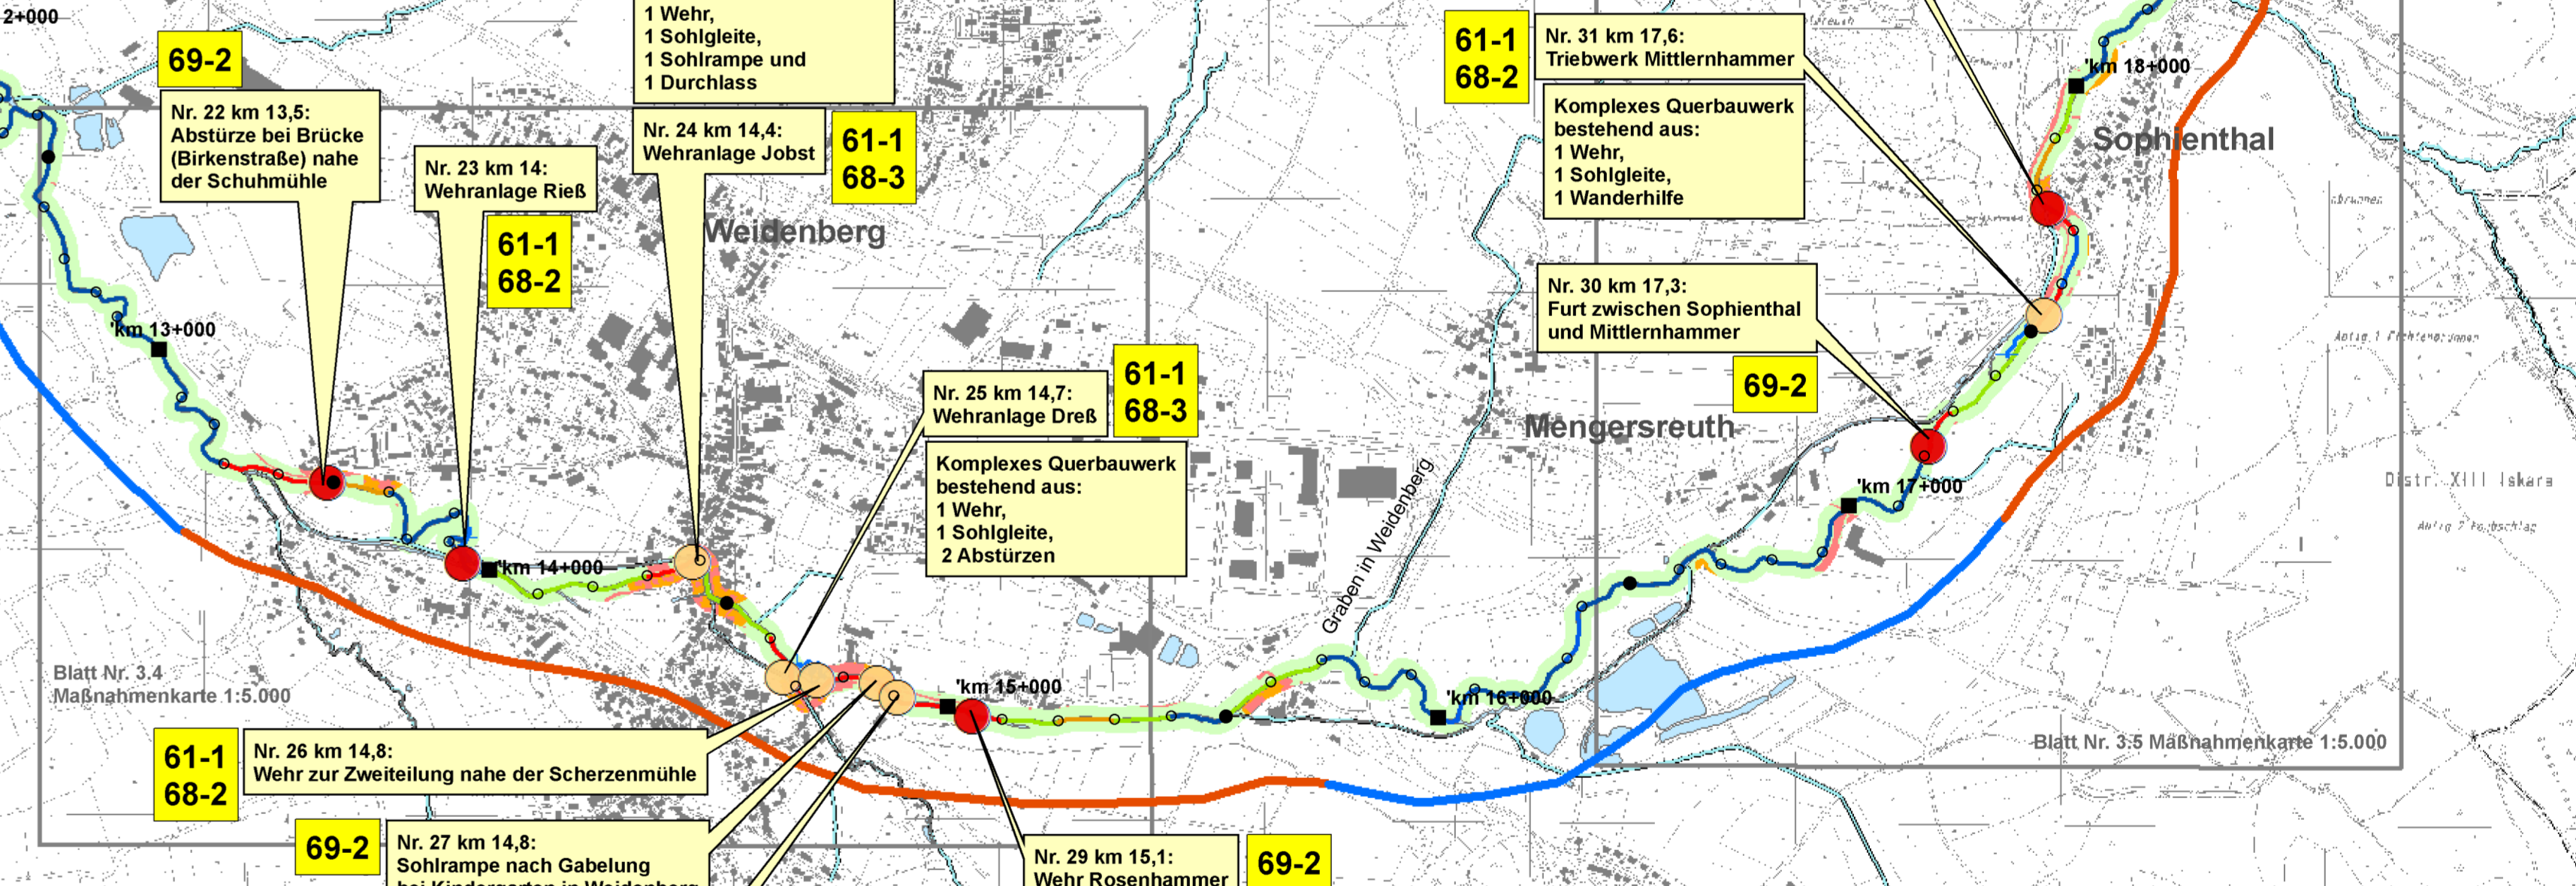 2+000
69-2
Nr. 22 km 13,5:
Abstürze bei Brücke
(Birkenstraße) nahe
der Schuhmühle
Nr. 23 km 14:
Wehranlage Rieß
61-1
68-2
1 Wehr,
1 Sohlgleite,
1 Sohlrampe und
1 Durchlass
Nr. 24 km 14,4:
Wehranlage Jobst
61-1
68-3
Weidenberg
'km 13+000
'km 14+000
Nr. 25 km 14,7:
Wehranlage Dreß
61-1
68-3
Komplexes Querbauwerk
bestehend aus:
1 Wehr,
1 Sohlgleite,
2 Abstürzen
61-1
68-2
Nr. 31 km 17,6:
Triebwerk Mittlernhammer
Komplexes Querbauwerk
bestehend aus:
1 Wehr,
1 Sohlgleite,
1 Wanderhilfe
'km 18+000
Sophienthal
Nr. 30 km 17,3:
Furt zwischen Sophienthal
und Mittlernhammer
69-2
Mengersreuth
'km 17+000
Distr. XIII Iskara
Graben in Weidenberg
'km 16+000
'km 15+000
Blatt Nr. 3.4
Maßnahmenkarte 1:5.000
Blatt Nr. 3.5 Maßnahmenkarte 1:5.000
61-1
68-2
Nr. 26 km 14,8:
Wehr zur Zweiteilung nahe der Scherzenmühle
69-2
Nr. 27 km 14,8:
Sohlrampe nach Gabelung
bei Kindergarten in Weidenberg
Nr. 29 km 15,1:
Wehr Rosenhammer
69-2